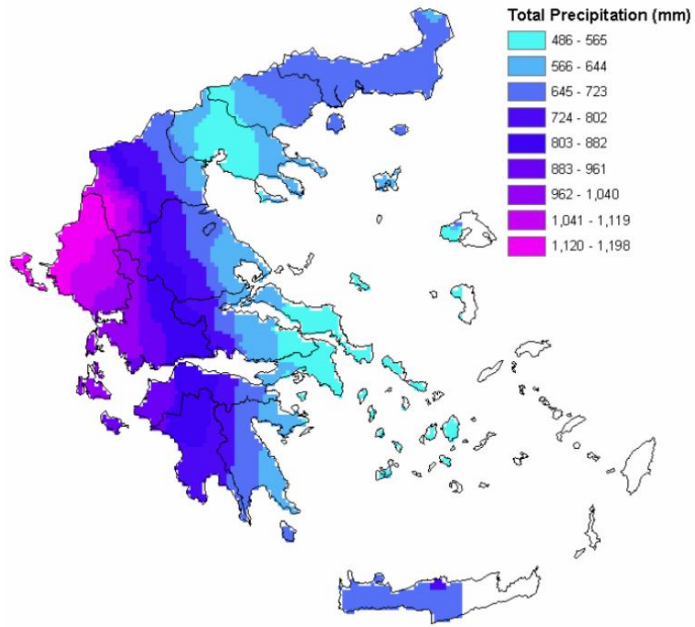 Total Precipitation (mm)
486 - 565
566 - 644
645 - 723
724 - 802
803 - 882
883 - 961
962 - 1,040
1,041 - 1,119
1,120 - 1,198